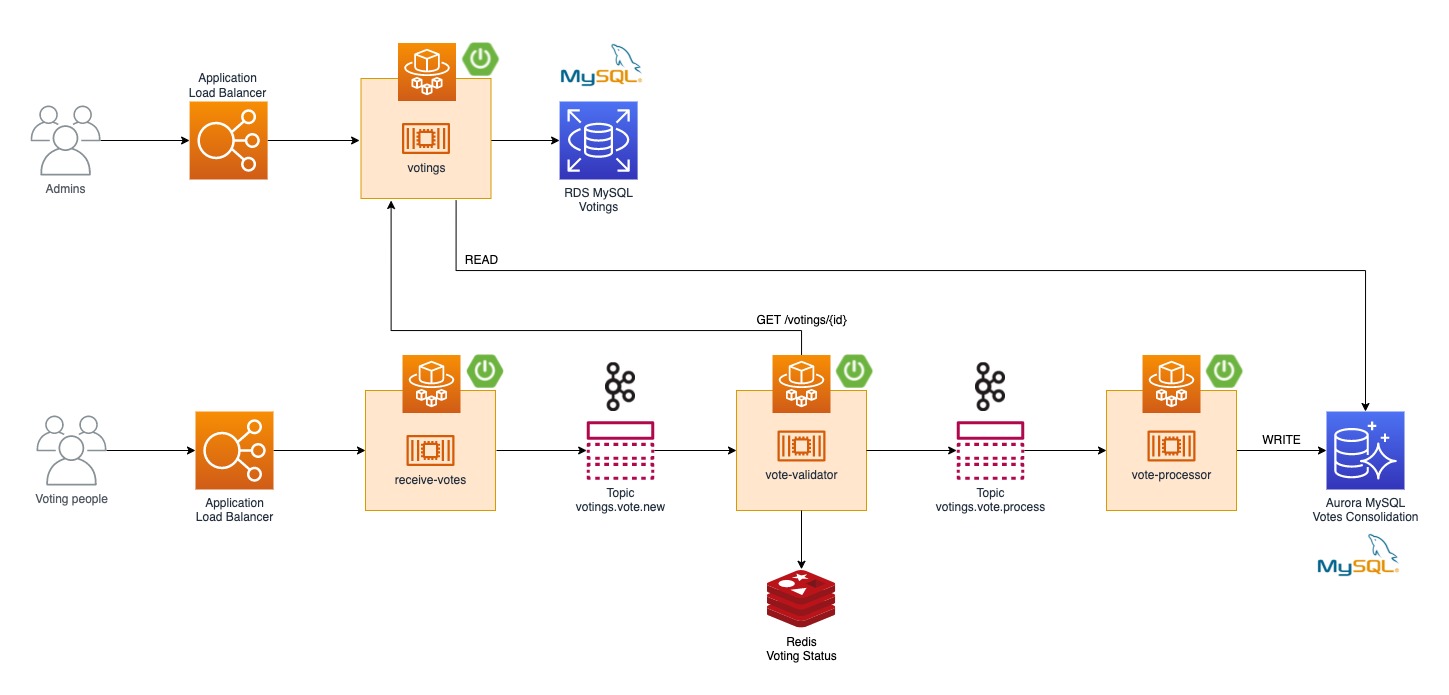 Application
Load Balancer
MySQL
votings
Admins
RDS MySQL
Votings
READ
GET /votings/{id}
receive-votes
vote-validator
vote-processor
WRITE
Voting people
Application
Load Balancer
Topic
votings.vote.new
Topic
votings.vote.process
Aurora MySQL
Votes Consolidation
MySQL
Redis
Voting Status